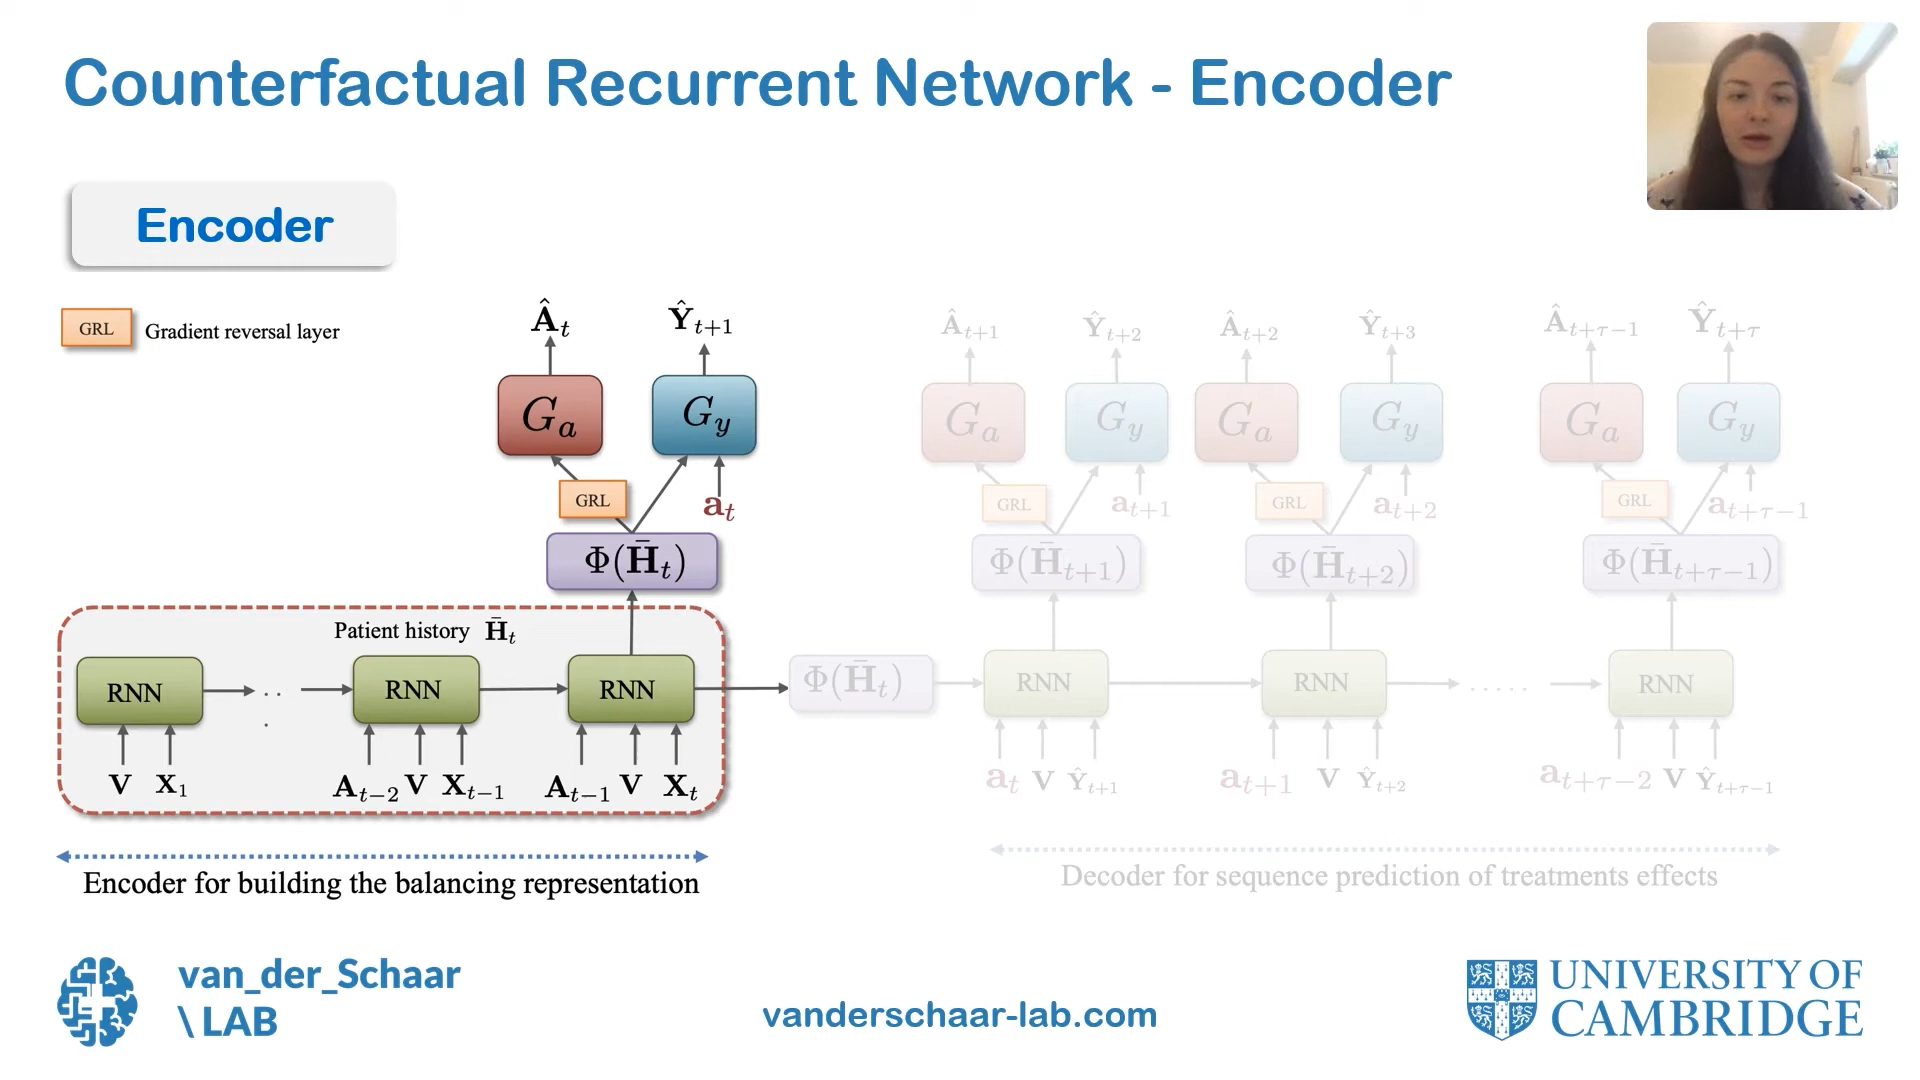 Counterfactual Recurrent Network - Encoder
Encoder
GRL Gradient reversal layer
Â_t Ŷ_{t+1} Â_{t+1} Ŷ_{t+2} Â_{t+2} Ŷ_{t+3} Â_{t+τ−1} Ŷ_{t+τ}
G_a G_y G_a G_y G_a G_y G_a G_y
GRL a_t GRL a_{t+1} GRL a_{t+2} GRL a_{t+τ−1}
Φ(H̄_t) Φ(H̄_{t+1}) Φ(H̄_{t+2}) Φ(H̄_{t+τ−1})
Patient history H̄_t
RNN .. . RNN RNN Φ(H̄_t) RNN RNN ..... RNN
V X_1 A_{t−2} V X_{t−1} A_{t−1} V X_t a_t V Ŷ_{t+1} a_{t+1} V Ŷ_{t+2} a_{t+τ−2} V Ŷ_{t+τ−1}
Encoder for building the balancing representation
Decoder for sequence prediction of treatments effects
van_der_Schaar
\ LAB
vanderschaar-lab.com
UNIVERSITY OF
CAMBRIDGE